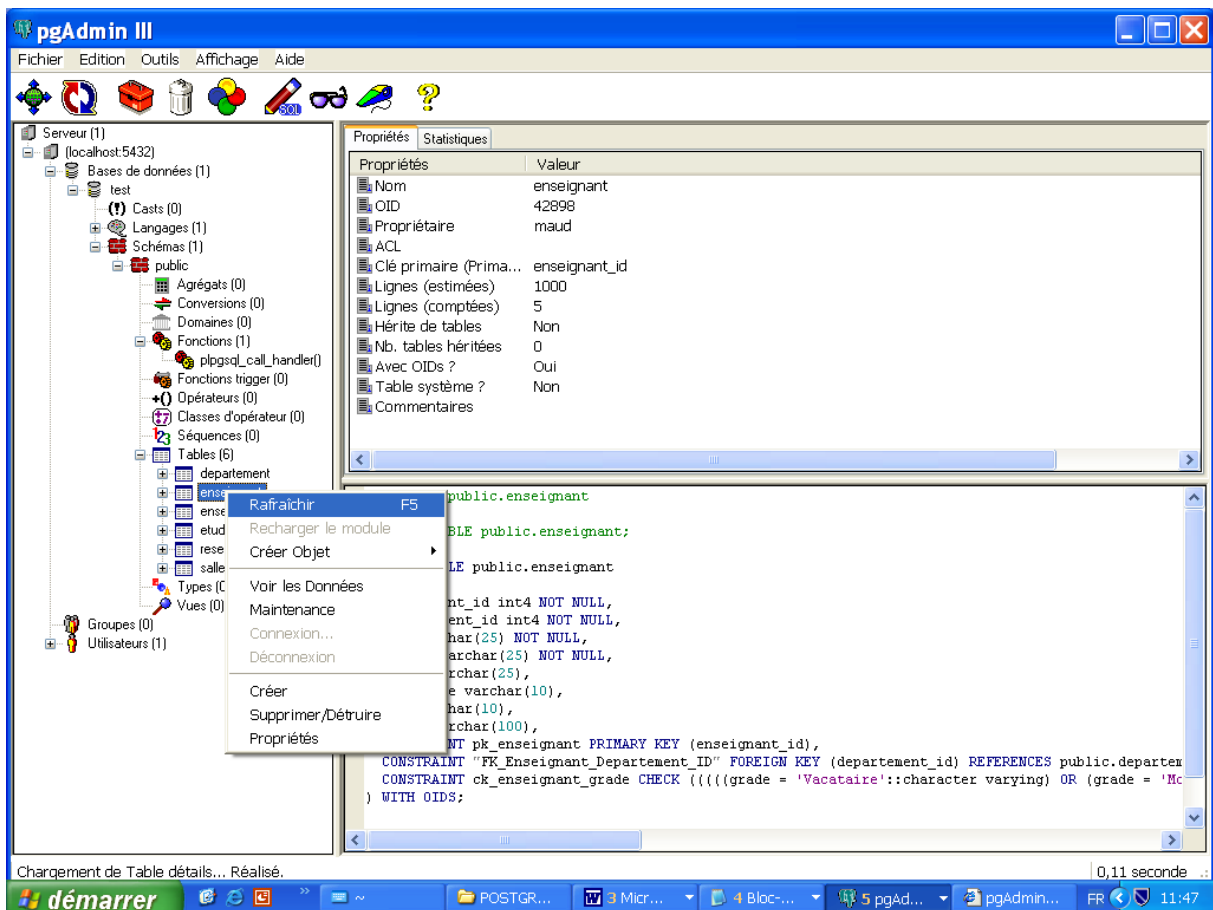 pgAdmin III
Fichier Edition Outils Affichage Aide
SQL
Serveur (1)
(localhost:5432)
Bases de données (1)
test
Casts (0)
Langages (1)
Schémas (1)
public
Agrégats (0)
Conversions (0)
Domaines (0)
Fonctions (1)
plpgsql_call_handler()
Fonctions trigger (0)
Opérateurs (0)
Classes d'opérateur (0)
Séquences (0)
Tables (6)
departement
ense
etud
rese
salle
Types (0
Vues (0)
Groupes (0)
Utilisateurs (1)
Rafraîchir F5
Recharger le module
Créer Objet
Voir les Données
Maintenance
Connexion...
Déconnexion
Créer
Supprimer/Détruire
Propriétés
Propriétés Statistiques
Propriétés Valeur
Nom enseignant
OID 42898
Propriétaire maud
ACL
Clé primaire (Prima... enseignant_id
Lignes (estimées) 1000
Lignes (comptées) 5
Hérite de tables Non
Nb. tables héritées 0
Avec OIDs ? Oui
Table système ? Non
Commentaires
public.enseignant
BLE public.enseignant;
LE public.enseignant
nt_id int4 NOT NULL,
ent_id int4 NOT NULL,
har(25) NOT NULL,
archar(25) NOT NULL,
rchar(25),
e varchar(10),
har(10),
rchar(100),
NT pk_enseignant PRIMARY KEY (enseignant_id),
CONSTRAINT "FK_Enseignant_Departement_ID" FOREIGN KEY (departement_id) REFERENCES public.departem
CONSTRAINT ck_enseignant_grade CHECK (((((grade = 'Vacataire'::character varying) OR (grade = 'Mo
) WITH OIDS;
Chargement de Table détails... Réalisé.
0,11 seconde
démarrer
POSTGR...
3 Micr...
4 Bloc-...
5 pgAd...
pgAdmin...
FR
11:47